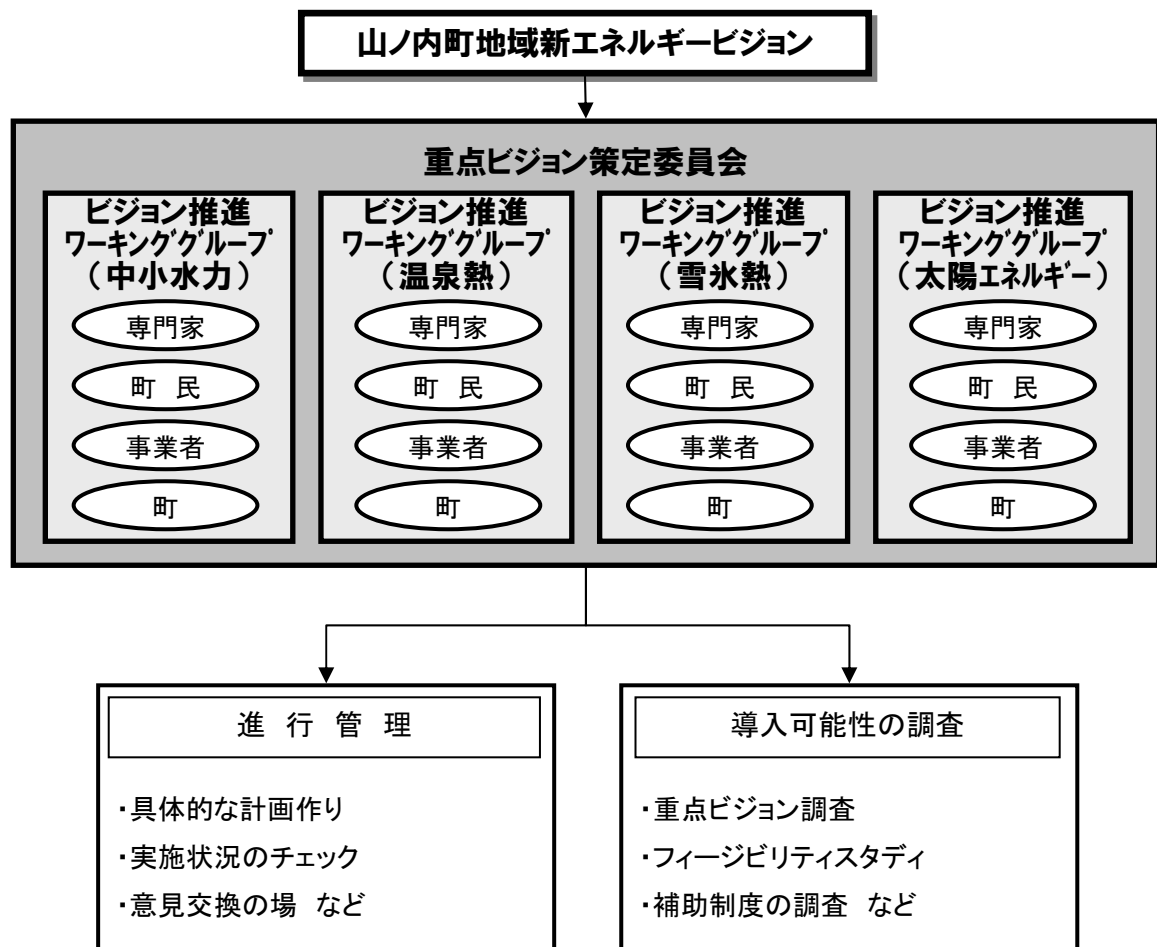 山ノ内町地域新エネルギービジョン
重点ビジョン策定委員会
ビジョン推進
ワーキンググループ
（中小水力）
専門家
町 民
事業者
町
ビジョン推進
ワーキンググループ
（温泉熱）
専門家
町 民
事業者
町
ビジョン推進
ワーキンググループ
（雪氷熱）
専門家
町 民
事業者
町
ビジョン推進
ワーキンググループ
（太陽エネルギー）
専門家
町 民
事業者
町
進 行 管 理
・具体的な計画作り
・実施状況のチェック
・意見交換の場 など
導入可能性の調査
・重点ビジョン調査
・フィージビリティスタディ
・補助制度の調査 など